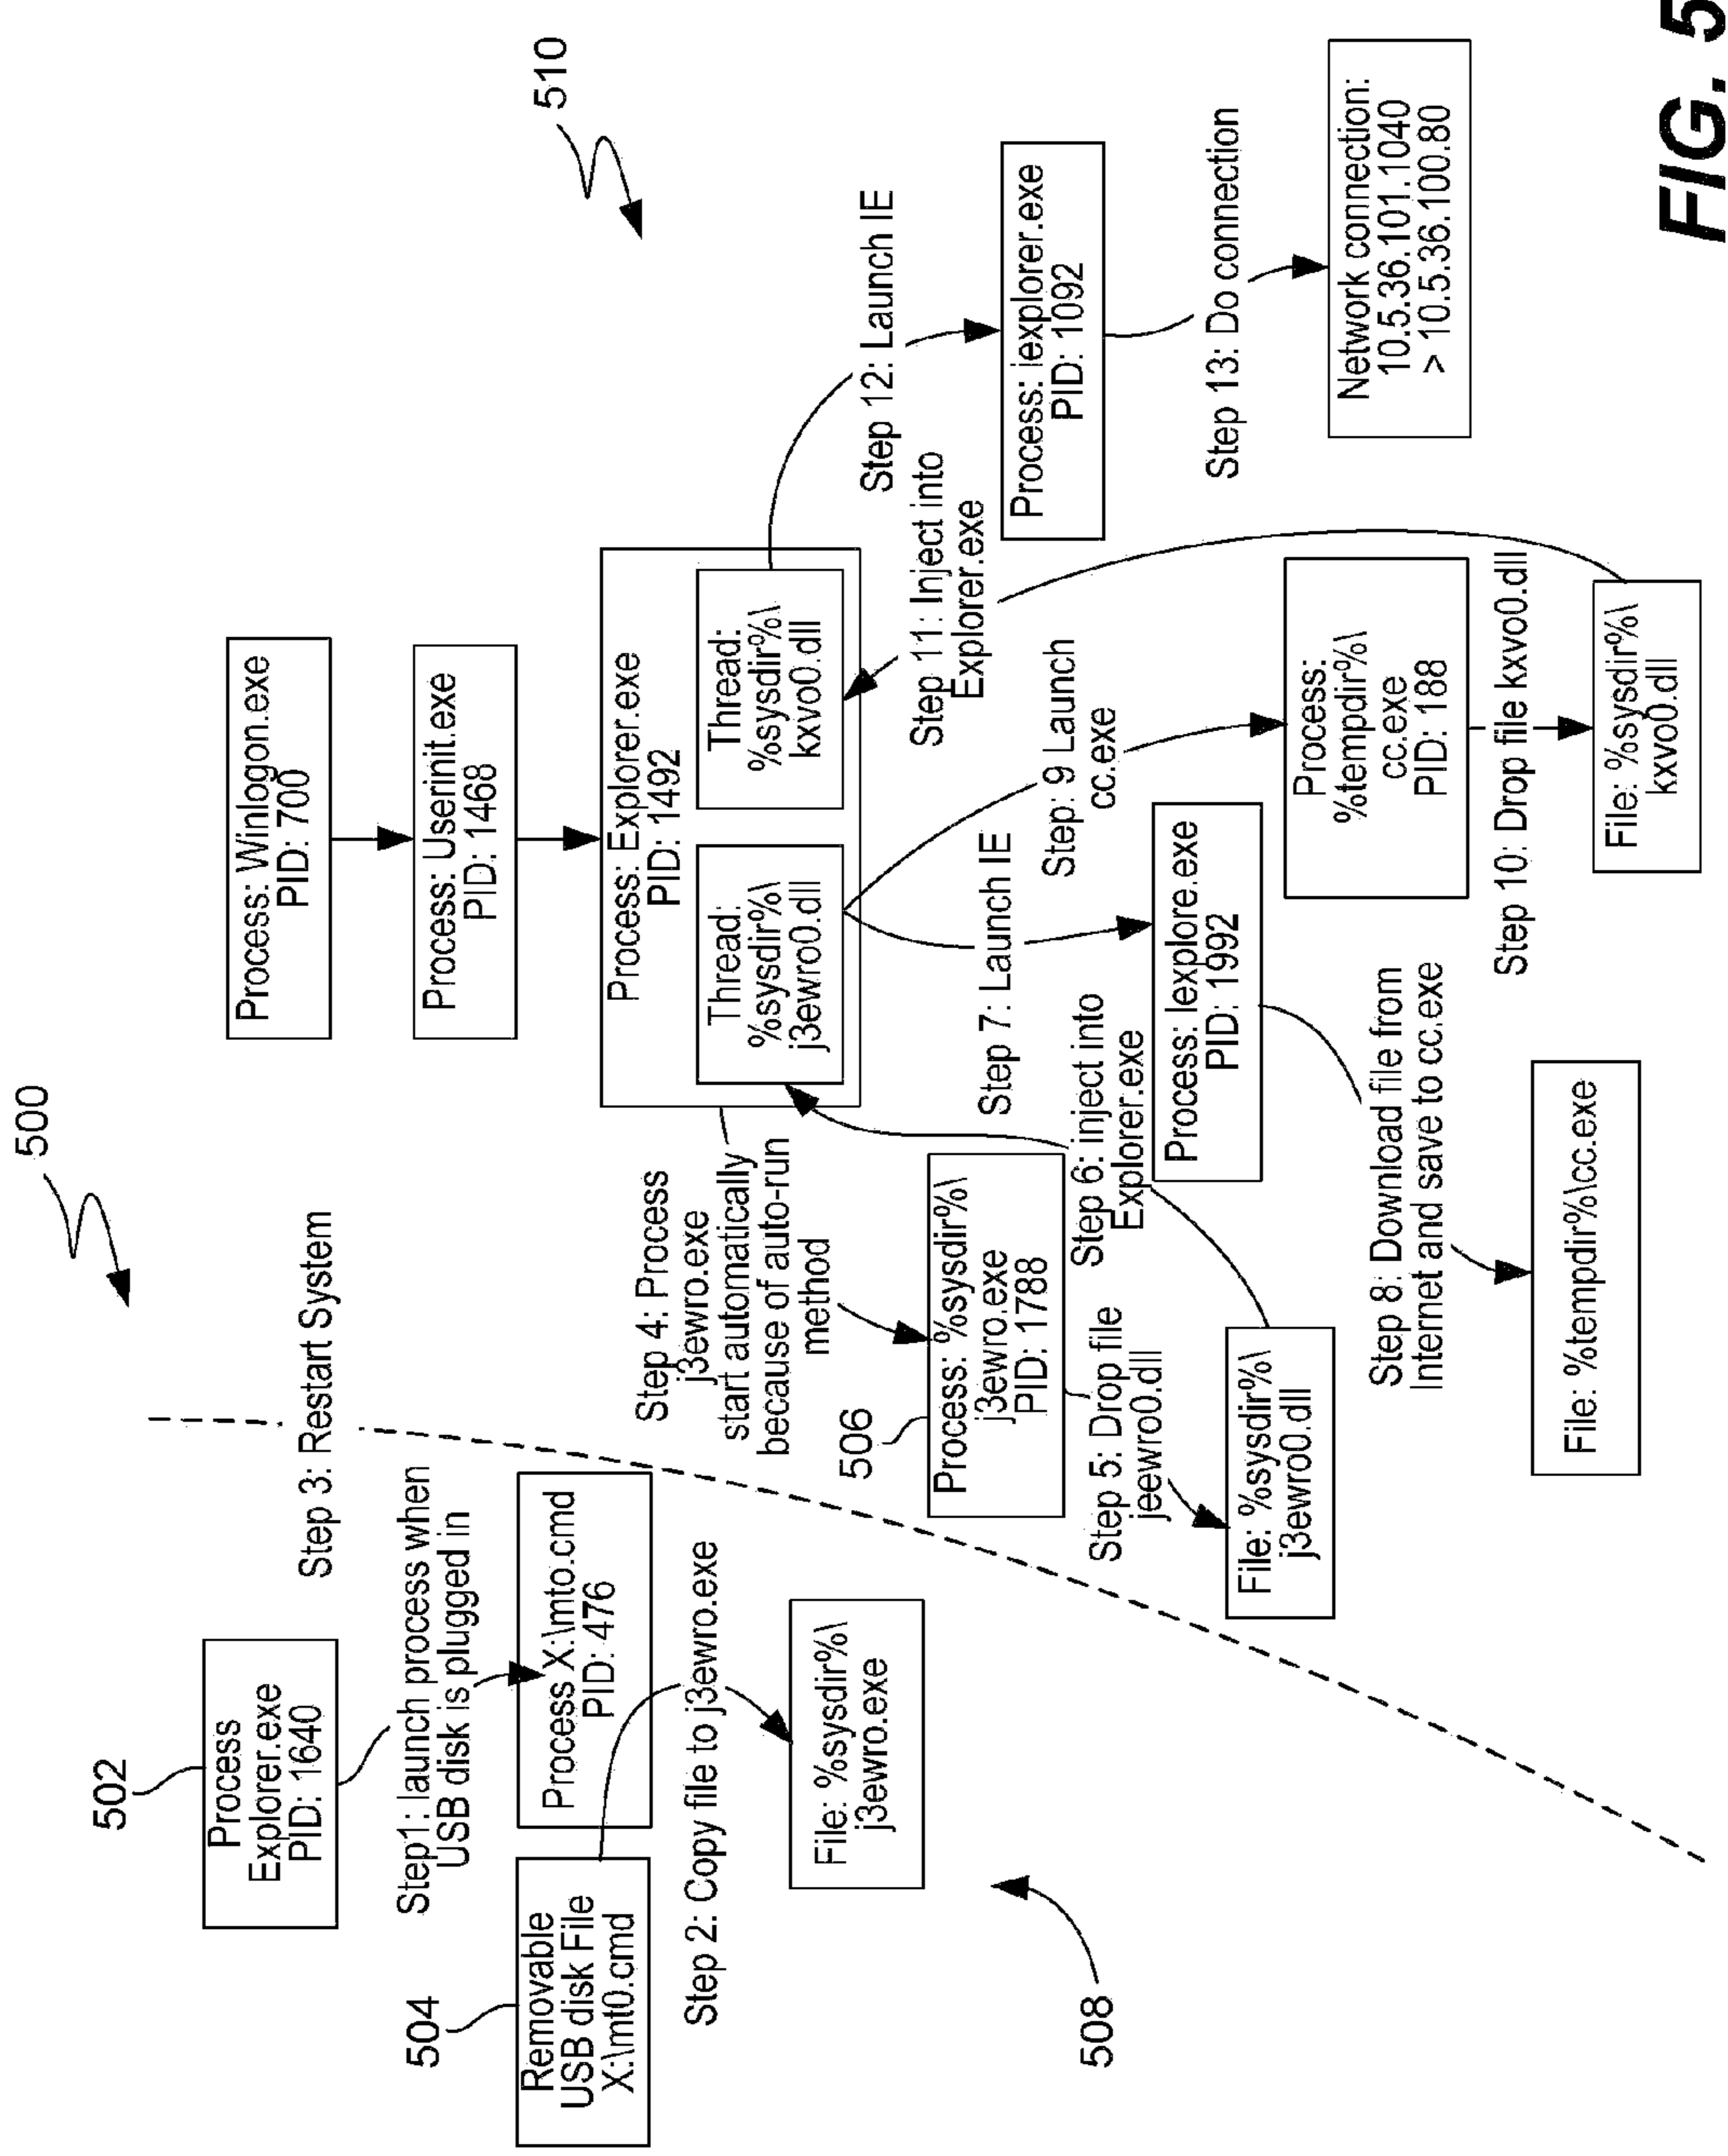 500
502
Process
Explorer.exe
PID: 1640
Step1: launch process when
USB disk is plugged in
504
Removable
USB disk File
X:\mt0.cmd
Process X:\mto.cmd
PID: 476
Step 2: Copy file to j3ewro.exe
File: %sysdir%\
j3ewro.exe
508
Step 3: Restart System
Process: Winlogon.exe
PID: 700
Process: Userinit.exe
PID: 1468
Process: Explorer.exe
PID: 1492
Thread:
%sysdir%\
j3ewro0.dll
Thread:
%sysdir%\
kxvo0.dll
510
Step 4: Process
j3ewro.exe
start automatically
because of auto-run
method
506
Process: %sysdir%\
j3ewro.exe
PID: 1788
Step 5: Drop file
jeewro0.dll
File: %sysdir%\
j3ewro0.dll
Step 6: inject into
Explorer.exe
Step 7: Launch IE
Process: Iexplore.exe
PID: 1992
Step 8: Download file from
Internet and save to cc.exe
File: %tempdir%\cc.exe
Step: 9 Launch
cc.exe
Process:
%tempdir%\
cc.exe
PID: 188
Step 10: Drop file kxvo0.dll
File: %sysdir%\
kxvo0.dll
Step 11: Inject into
Explorer.exe
Step 12: Launch IE
Process: iexplorer.exe
PID: 1092
Step 13: Do connection
Network connection:
10.5.36.101.1040
> 10.5.36.100.80
FIG. 5